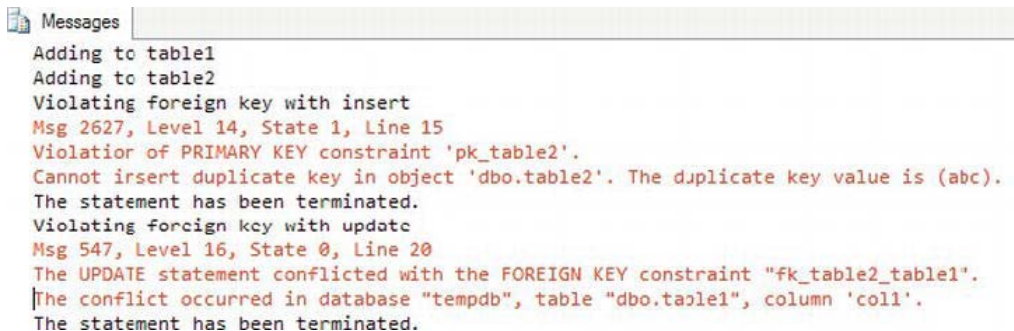 Messages
Adding to table1
Adding to table2
Violating foreign key with insert
Msg 2627, Level 14, State 1, Line 15
Violation of PRIMARY KEY constraint 'pk_table2'.
Cannot insert duplicate key in object 'dbo.table2'. The duplicate key value is (abc).
The statement has been terminated.
Violating foreign key with update
Msg 547, Level 16, State 0, Line 20
The UPDATE statement conflicted with the FOREIGN KEY constraint "fk_table2_table1".
The conflict occurred in database "tempdb", table "dbo.table1", column 'col1'.
The statement has been terminated.